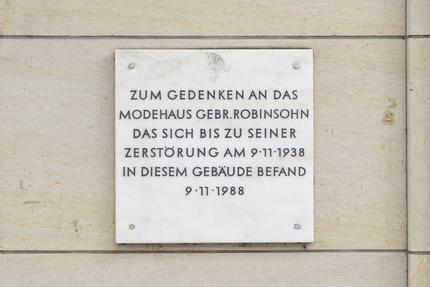 ZUM GEDENKEN AN DAS
MODEHAUS GEBR.ROBINSOHN
DAS SICH BIS ZU SEINER
ZERSTÖRUNG AM 9·11·1938
IN DIESEM GEBÄUDE BEFAND
9·11·1988